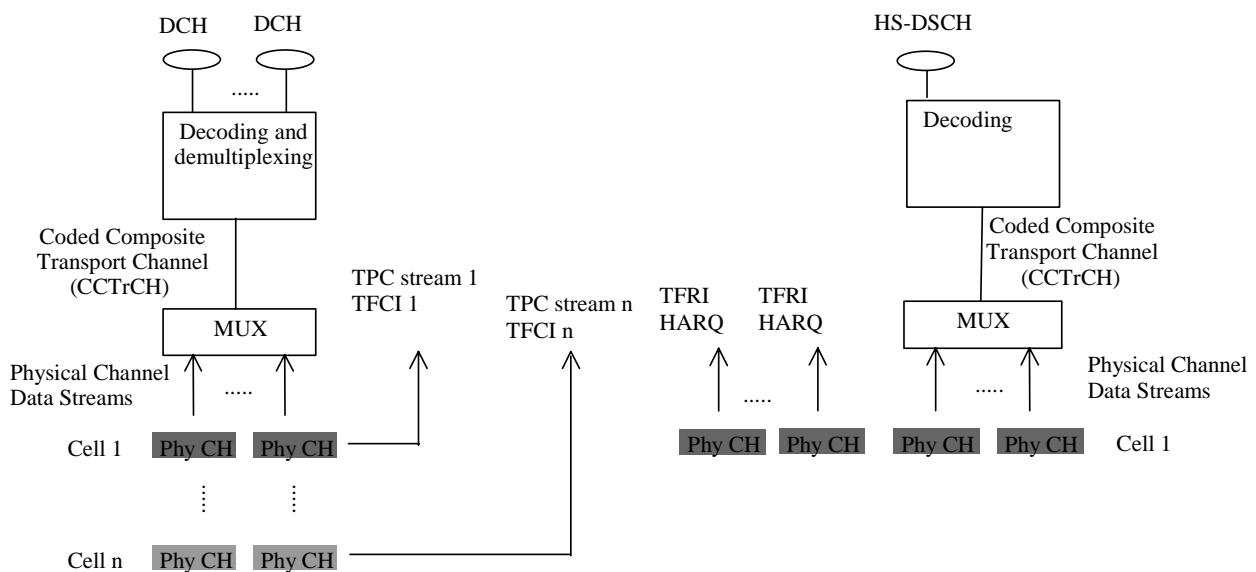 DCH
DCH
.....
Decoding and
demultiplexing
Coded Composite
Transport Channel
(CCTrCH)
MUX
Physical Channel
Data Streams
.....
Cell 1
Phy CH
Phy CH
Cell n
Phy CH
Phy CH
TPC stream 1
TFCI 1
TPC stream n
TFCI n
HS-DSCH
Decoding
Coded Composite
Transport Channel
(CCTrCH)
MUX
TFRI
HARQ
TFRI
HARQ
.....
.....
Physical Channel
Data Streams
Phy CH
Phy CH
Phy CH
Phy CH
Cell 1